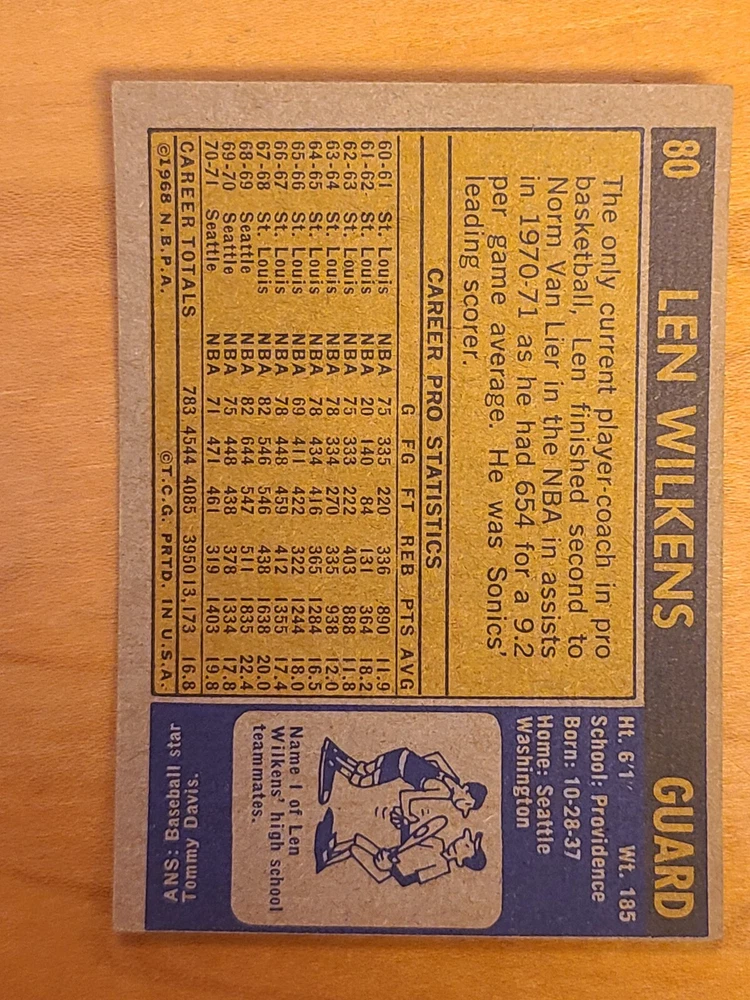 80 LEN WILKENS GUARD
The only current player-coach in pro
basketball, Len finished second to
Norm Van Lier in the NBA in assists
in 1970-71 as he had 654 for a 9.2
per game average. He was Sonics'
leading scorer.
CAREER PRO STATISTICS
G FG FT REB PTS AVG
60-61 St. Louis NBA 75 335 220 336 890 11.9
61-62 St. Louis NBA 20 140 84 131 364 18.2
62-63 St. Louis NBA 75 333 222 403 888 11.8
63-64 St. Louis NBA 78 334 270 335 938 12.0
64-65 St. Louis NBA 78 434 416 365 1284 16.5
65-66 St. Louis NBA 69 411 422 322 1244 18.0
66-67 St. Louis NBA 78 448 459 412 1355 17.4
67-68 St. Louis NBA 82 546 546 438 1638 20.0
68-69 Seattle NBA 82 644 547 511 1835 22.4
69-70 Seattle NBA 75 448 438 378 1334 17.8
70-71 Seattle NBA 71 471 461 319 1403 19.8
CAREER TOTALS 783 4544 4085 3950 13,173 16.8
©1968 N.B.P.A. ©T.C.G. PRTD. IN U.S.A.
Ht. 6'1" Wt. 185
School: Providence
Born: 10-28-37
Home: Seattle
Washington
Name 1 of Len
Wilkens' high school
teammates.
ANS: Baseball star
Tommy Davis.